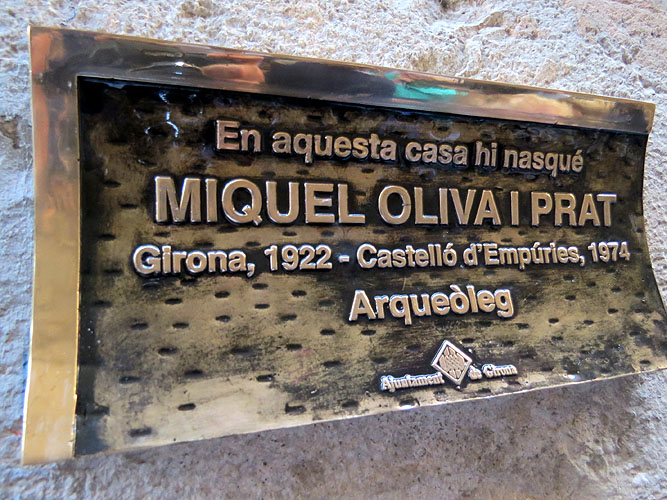 En aquesta casa hi nasqué
MIQUEL OLIVA I PRAT
Girona, 1922 - Castelló d'Empúries, 1974
Arqueòleg
Ajuntament de Girona